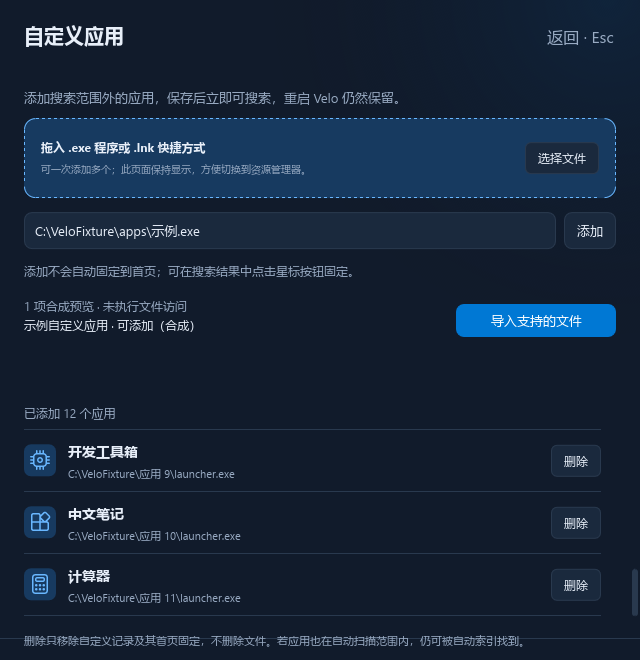 自定义应用
返回 · Esc
添加搜索范围外的应用，保存后立即可搜索，重启 Velo 仍然保留。
拖入 .exe 程序或 .lnk 快捷方式
可一次添加多个；此页面保持显示，方便切换到资源管理器。
选择文件
C:\VeloFixture\apps\示例.exe
添加
添加不会自动固定到首页；可在搜索结果中点击星标按钮固定。
1 项合成预览 · 未执行文件访问
示例自定义应用 · 可添加（合成）
导入支持的文件
已添加 12 个应用
开发工具箱
C:\VeloFixture\应用 9\launcher.exe
删除
中文笔记
C:\VeloFixture\应用 10\launcher.exe
删除
计算器
C:\VeloFixture\应用 11\launcher.exe
删除
删除只移除自定义记录及其首页固定，不删除文件。若应用也在自动扫描范围内，仍可被自动索引找到。